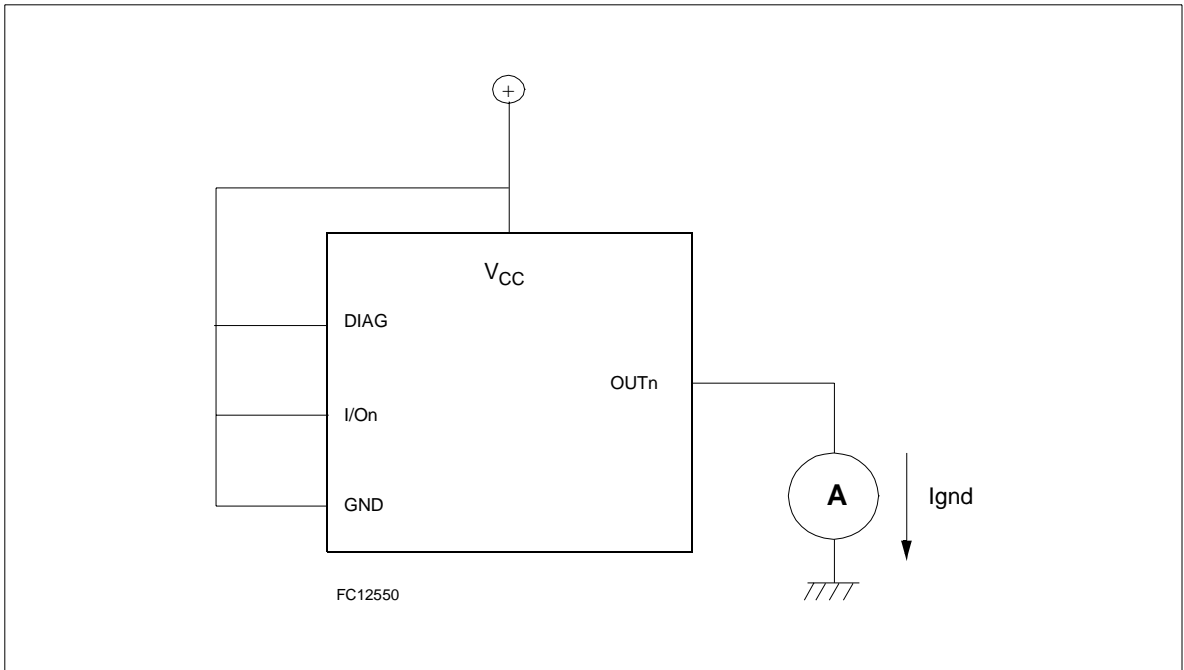 +
V_CC
DIAG
OUTn
I/On
A
Ignd
GND
FC12550